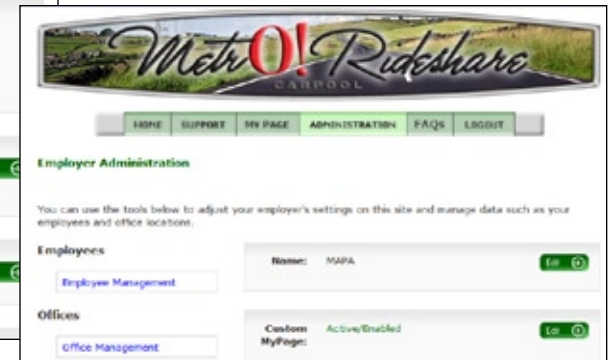 MetrO! Rideshare
CARPOOL
HOME SUPPORT MY PAGE ADMINISTRATION FAQs LOGOUT
Employer Administration
You can use the tools below to adjust your employer's settings on this site and manage data such as your
employees and office locations.
Employees
Name: MAPA Edit
Employee Management
Offices
Custom Active/Enabled Edit
MyPage:
Office Management